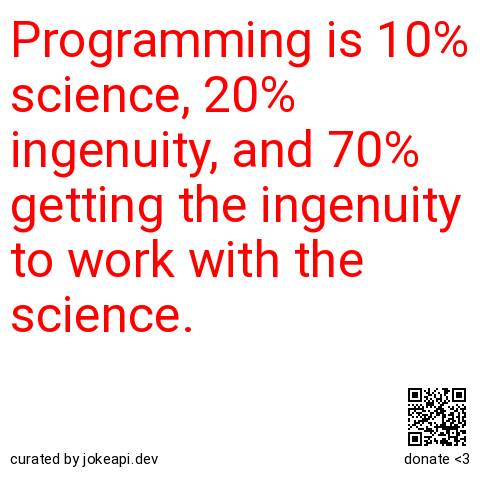 Programming is 10%
science, 20%
ingenuity, and 70%
getting the ingenuity
to work with the
science.
curated by jokeapi.dev
donate <3